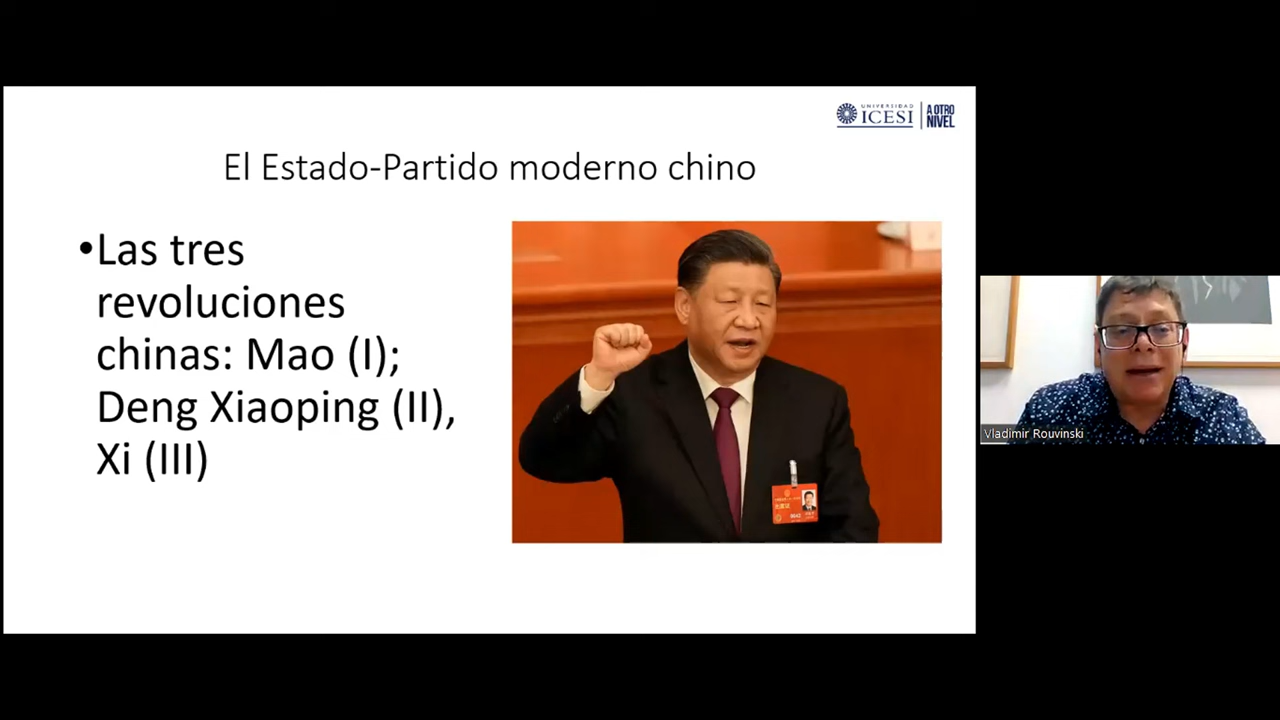 UNIVERSIDAD
ICESI
A OTRO
NIVEL
El Estado-Partido moderno chino
•Las tres
revoluciones
chinas: Mao (I);
Deng Xiaoping (II),
Xi (III)
Vladimir Rouvinski